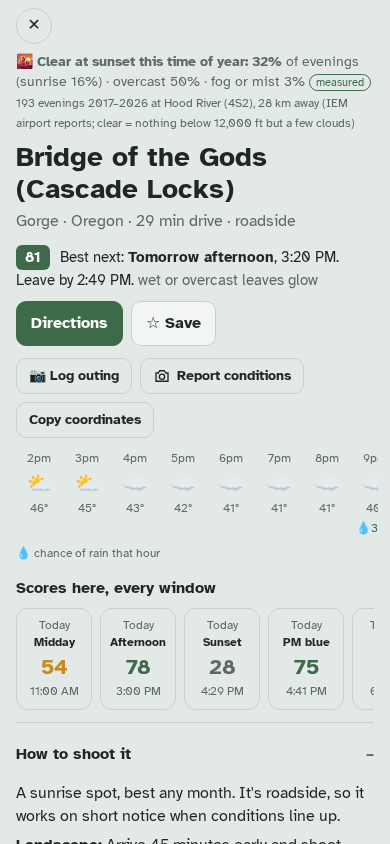 ✕
🌇 Clear at sunset this time of year: 32% of evenings
(sunrise 16%) · overcast 50% · fog or mist 3% measured
193 evenings 2017–2026 at Hood River (4S2), 28 km away (IEM
airport reports; clear = nothing below 12,000 ft but a few clouds)
Bridge of the Gods
(Cascade Locks)
Gorge · Oregon · 29 min drive · roadside
81 Best next: Tomorrow afternoon, 3:20 PM.
Leave by 2:49 PM. wet or overcast leaves glow
Directions ☆ Save
📷 Log outing Report conditions
Copy coordinates
2pm 3pm 4pm 5pm 6pm 7pm 8pm
46° 45° 43° 42° 41° 41° 41°
💧 chance of rain that hour
Scores here, every window
Today Today Today Today
Midday Afternoon Sunset PM blue
54 78 28 75
11:00 AM 3:00 PM 4:29 PM 4:41 PM
How to shoot it –
A sunrise spot, best any month. It's roadside, so it
works on short notice when conditions line up.
Landscape: Arrive 45 minutes early and shoot